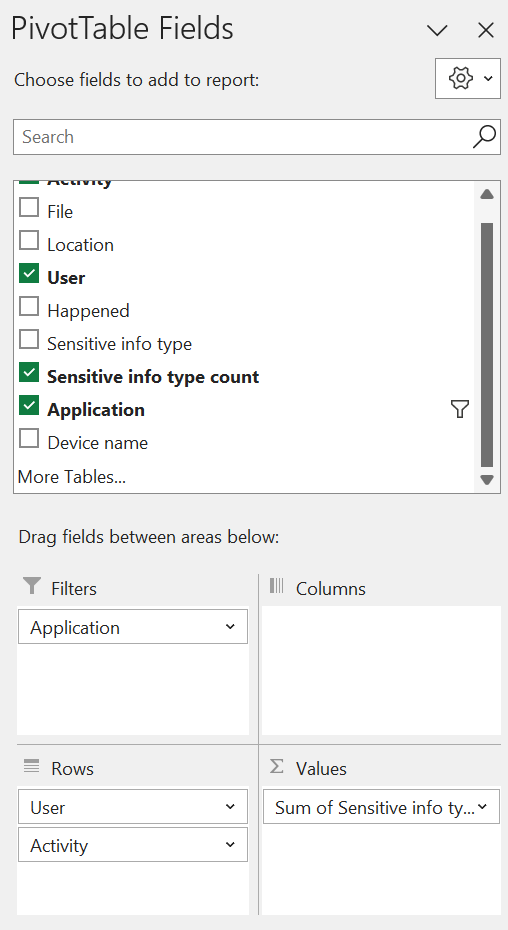 PivotTable Fields
Choose fields to add to report:
Search
Activity
File
Location
User
Happened
Sensitive info type
Sensitive info type count
Application
Device name
More Tables...
Drag fields between areas below:
Filters
Columns
Application
Rows
Values
User
Sum of Sensitive info ty...
Activity